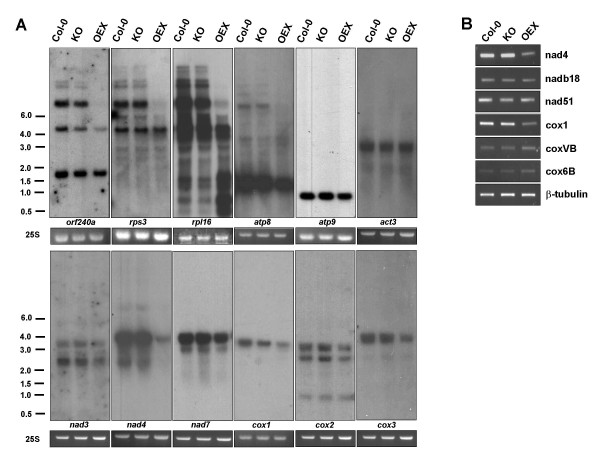 A
Col-0 KO OEX Col-0 KO OEX Col-0 KO OEX Col-0 KO OEX Col-0 KO OEX Col-0 KO OEX
6.0
4.0
3.0
2.0
1.5
1.0
0.5
orf240a rps3 rpl16 atp8 atp9 act3
25S
6.0
4.0
3.0
2.0
1.5
1.0
0.5
nad3 nad4 nad7 cox1 cox2 cox3
25S
B
Col-0 KO OEX
nad4
nadb18
nad51
cox1
coxVB
cox6B
β-tubulin